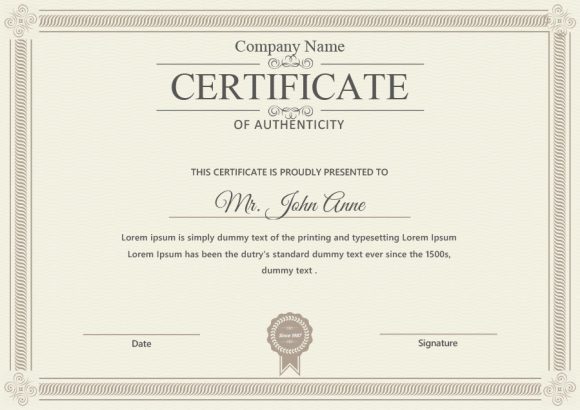 Company Name
CERTIFICATE
OF AUTHENTICITY
THIS CERTIFICATE IS PROUDLY PRESENTED TO
Mr. John Anne
Lorem ipsum is simply dummy text of the printing and typesetting Lorem Ipsum
Lorem Ipsum has been the dutry's standard dummy text ever since the 1500s,
dummy text .
Since 1987
Date
Signature